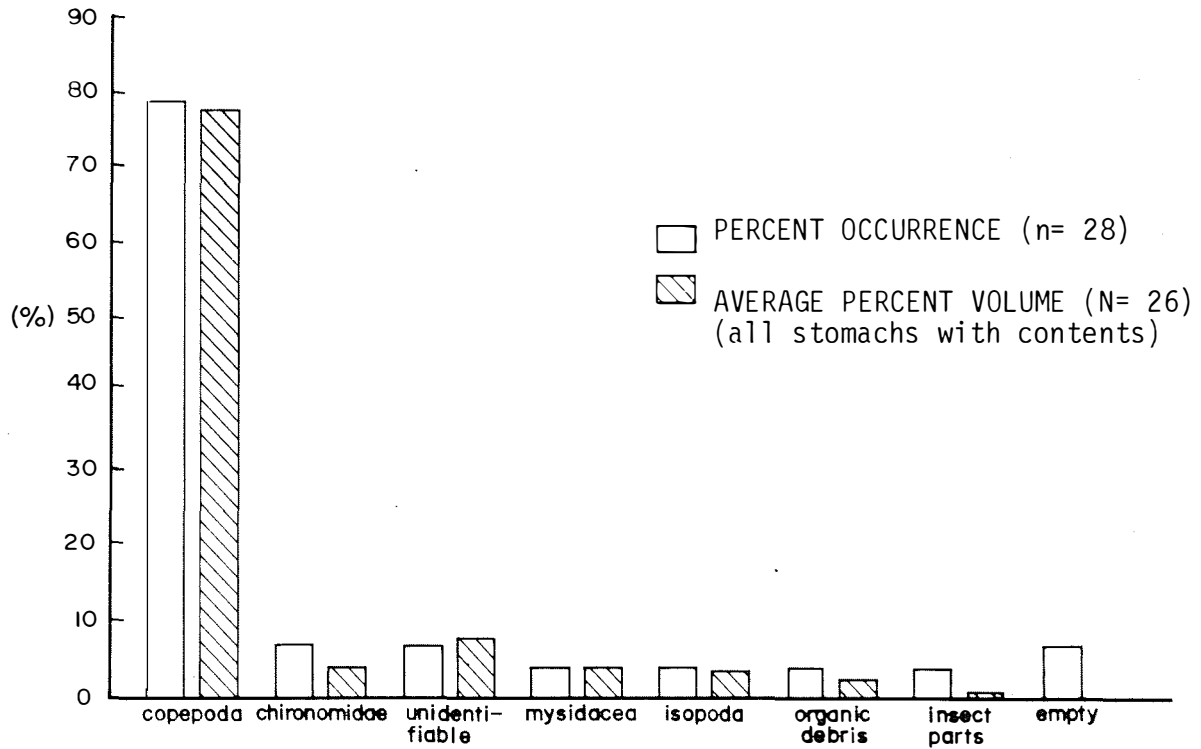 90
80
70
60
(%) 50
40
30
20
10
0
PERCENT OCCURRENCE (n= 28)
AVERAGE PERCENT VOLUME (N= 26)
(all stomachs with contents)
copepoda chironomidae unidenti- mysidacea isopoda organic insect empty
fiable debris parts